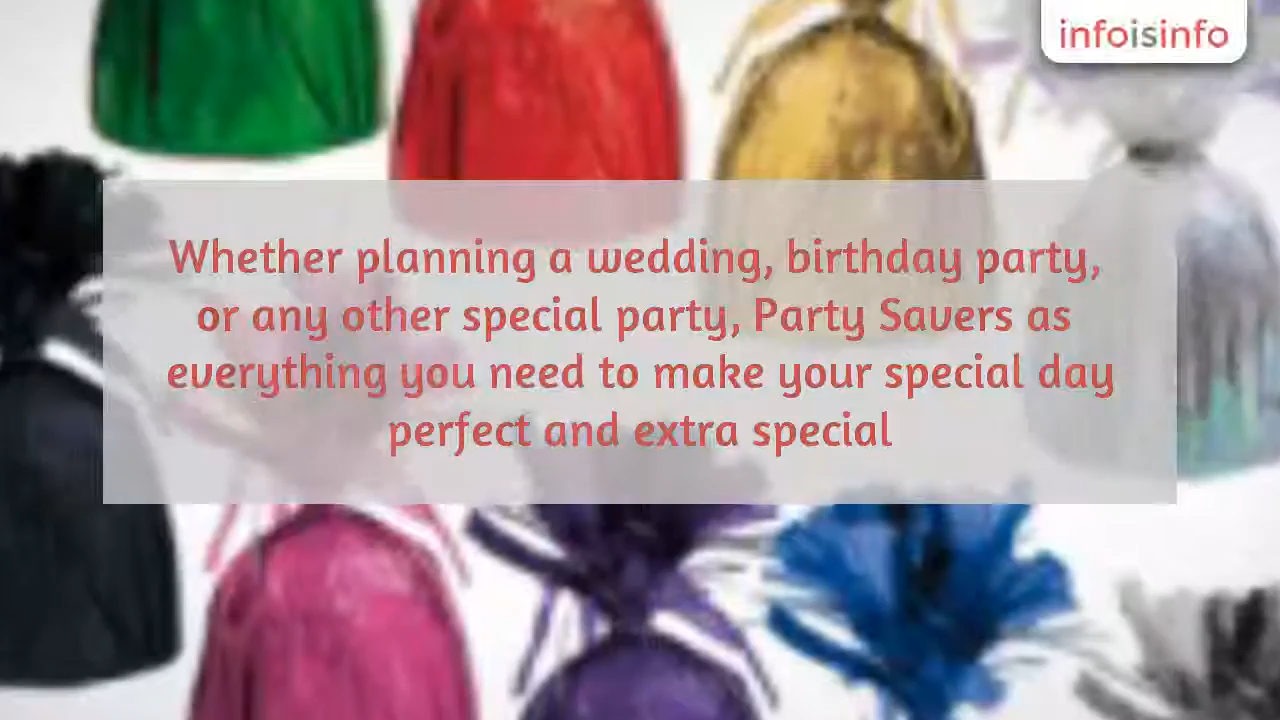 infoisinfo
Whether planning a wedding, birthday party,
or any other special party, Party Savers as
everything you need to make your special day
perfect and extra special